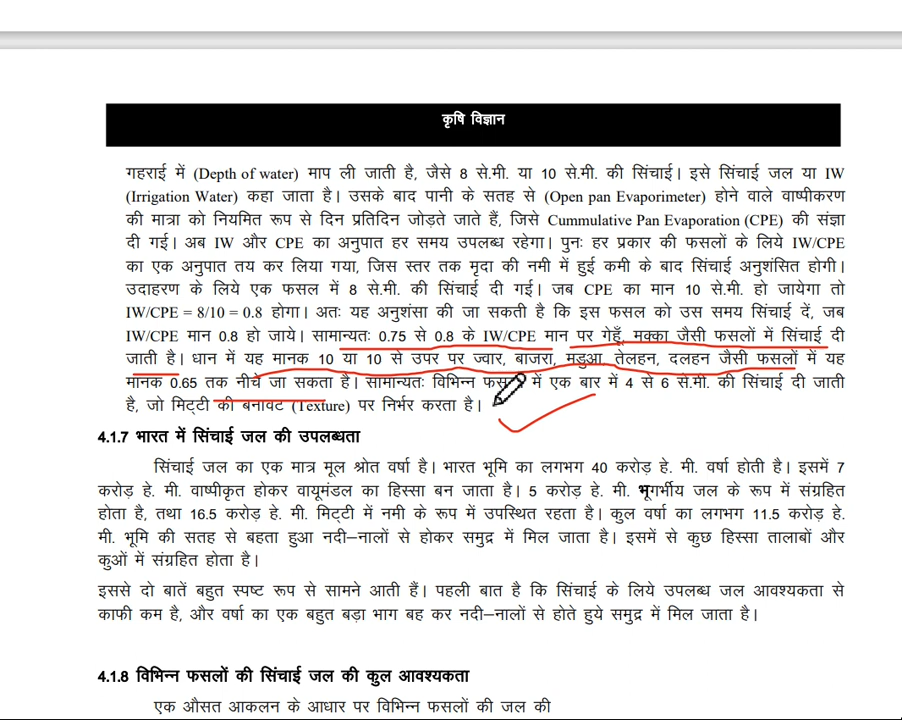 कृषि विज्ञान
गहराई में (Depth of water) माप ली जाती है, जैसे 8 से.मी. या 10 से.मी. की सिंचाई। इसे सिंचाई जल या IW
(Irrigation Water) कहा जाता है। उसके बाद पानी के सतह से (Open pan Evaporimeter) होने वाले वाष्पीकरण
की मात्रा को नियमित रूप से दिन प्रतिदिन जोड़ते जाते हैं, जिसे Cummulative Pan Evaporation (CPE) की संज्ञा
दी गई। अब IW और CPE का अनुपात हर समय उपलब्ध रहेगा। पुनः हर प्रकार की फसलों के लिये IW/CPE
का एक अनुपात तय कर लिया गया, जिस स्तर तक मृदा की नमी में हुई कमी के बाद सिंचाई अनुशंसित होगी।
उदाहरण के लिये एक फसल में 8 से.मी. की सिंचाई दी गई। जब CPE का मान 10 से.मी. हो जायेगा तो
IW/CPE = 8/10 = 0.8 होगा। अतः यह अनुशंसा की जा सकती है कि इस फसल को उस समय सिंचाई दें, जब
IW/CPE मान 0.8 हो जाये। सामान्यतः 0.75 से 0.8 के IW/CPE मान पर गेहूँ, मक्का जैसी फसलों में सिंचाई दी
जाती है। धान में यह मानक 10 या 10 से उपर पर ज्वार, बाजरा, मडुआ, तेलहन, दलहन जैसी फसलों में यह
मानक 0.65 तक नीचे जा सकता है। सामान्यतः विभिन्न में एक बार में 4 से 6 से.मी. की सिंचाई दी जाती
है, जो मिट्टी की बनावट (Texture) पर निर्भर करता है।
4.1.7 भारत में सिंचाई जल की उपलब्धता
सिंचाई जल का एक मात्र मूल श्रोत वर्षा है। भारत भूमि का लगभग 40 करोड़ हे. मी. वर्षा होती है। इसमें 7
करोड़ हे. मी. वाष्पीकृत होकर वायूमंडल का हिस्सा बन जाता है। 5 करोड़ हे. मी. भूगर्भीय जल के रूप में संग्रहित
होता है, तथा 16.5 करोड़ हे. मी. मिट्टी में नमी के रूप में उपस्थित रहता है। कुल वर्षा का लगभग 11.5 करोड़ हे.
मी. भूमि की सतह से बहता हुआ नदी–नालों से होकर समुद्र में मिल जाता है। इसमें से कुछ हिस्सा तालाबों और
कुओं में संग्रहित होता है।
इससे दो बातें बहुत स्पष्ट रूप से सामने आती हैं। पहली बात है कि सिंचाई के लिये उपलब्ध जल आवश्यकता से
काफी कम है, और वर्षा का एक बहुत बड़ा भाग बह कर नदी–नालों से होते हुये समुद्र में मिल जाता है।
4.1.8 विभिन्न फसलों की सिंचाई जल की कुल आवश्यकता
एक औसत आकलन के आधार पर विभिन्न फसलों की जल की